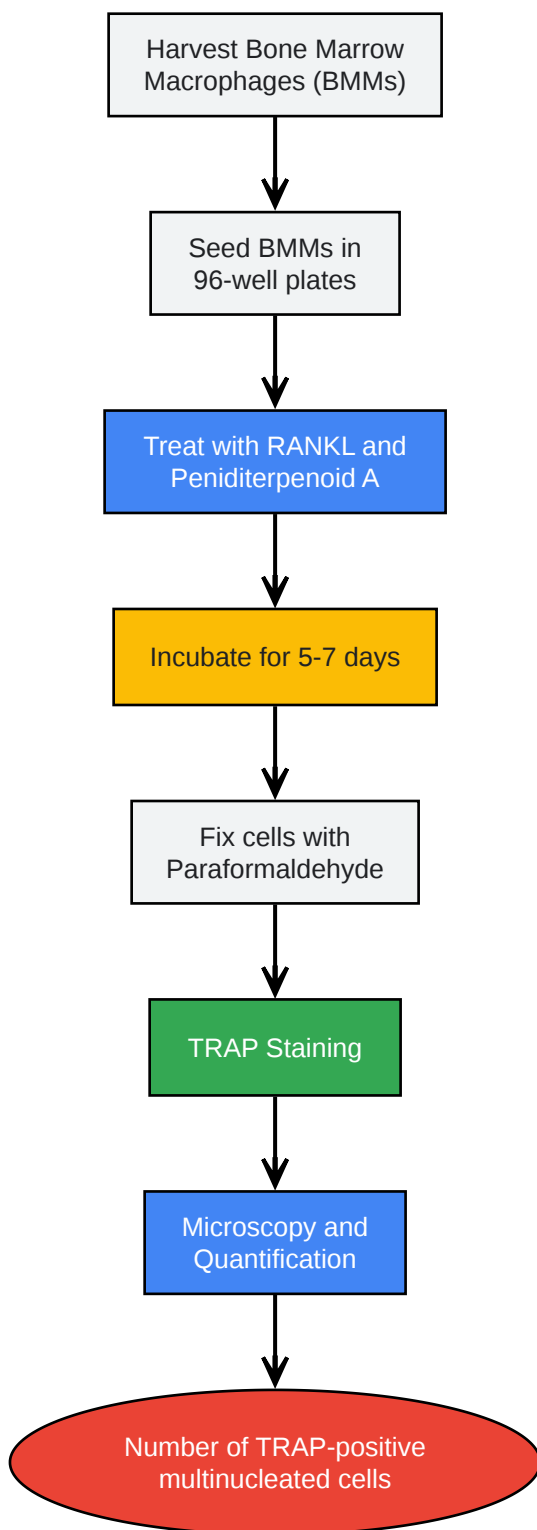 Harvest Bone Marrow
Macrophages (BMMs)
Seed BMMs in
96-well plates
Treat with RANKL and
Peniditerpenoid A
Incubate for 5-7 days
Fix cells with
Paraformaldehyde
TRAP Staining
Microscopy and
Quantification
Number of TRAP-positive
multinucleated cells